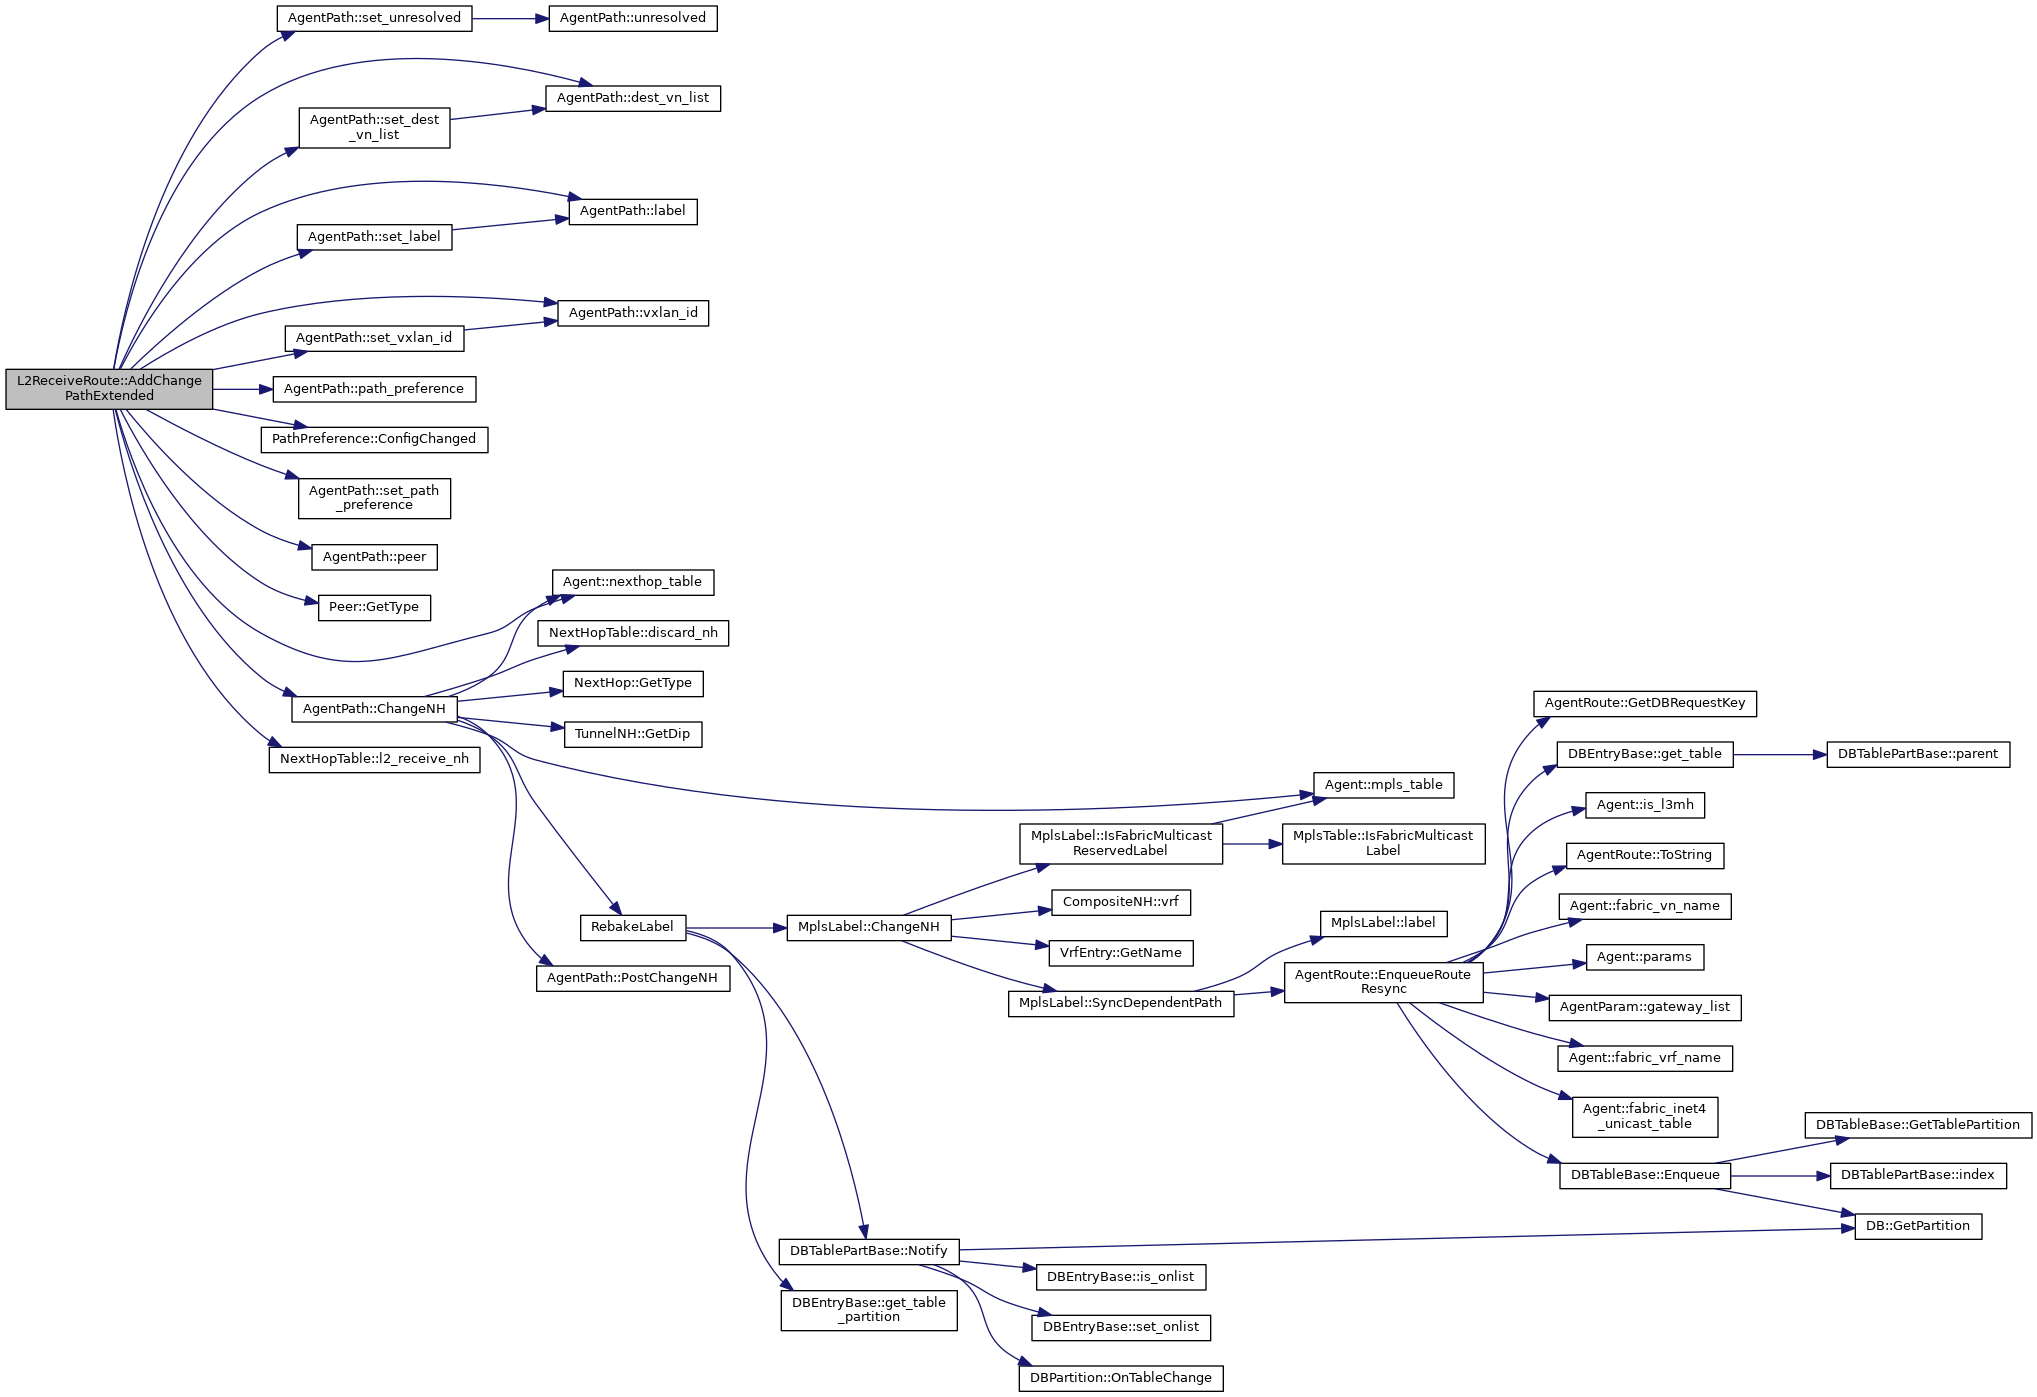 L2ReceiveRoute::AddChange
PathExtended
AgentPath::set_unresolved
AgentPath::unresolved
AgentPath::dest_vn_list
AgentPath::set_dest
_vn_list
AgentPath::label
AgentPath::set_label
AgentPath::vxlan_id
AgentPath::set_vxlan_id
AgentPath::path_preference
PathPreference::ConfigChanged
AgentPath::set_path
_preference
AgentPath::peer
Peer::GetType
Agent::nexthop_table
AgentPath::ChangeNH
NextHopTable::l2_receive_nh
NextHopTable::discard_nh
NextHop::GetType
TunnelNH::GetDip
Agent::mpls_table
RebakeLabel
AgentPath::PostChangeNH
MplsLabel::ChangeNH
MplsLabel::IsFabricMulticast
ReservedLabel
MplsTable::IsFabricMulticast
Label
CompositeNH::vrf
VrfEntry::GetName
MplsLabel::SyncDependentPath
MplsLabel::label
AgentRoute::EnqueueRoute
Resync
AgentRoute::GetDBRequestKey
DBEntryBase::get_table
DBTablePartBase::parent
Agent::is_l3mh
AgentRoute::ToString
Agent::fabric_vn_name
Agent::params
AgentParam::gateway_list
Agent::fabric_vrf_name
Agent::fabric_inet4
_unicast_table
DBTableBase::Enqueue
DBTableBase::GetTablePartition
DBTablePartBase::index
DB::GetPartition
DBTablePartBase::Notify
DBEntryBase::get_table
_partition
DBEntryBase::is_onlist
DBEntryBase::set_onlist
DBPartition::OnTableChange